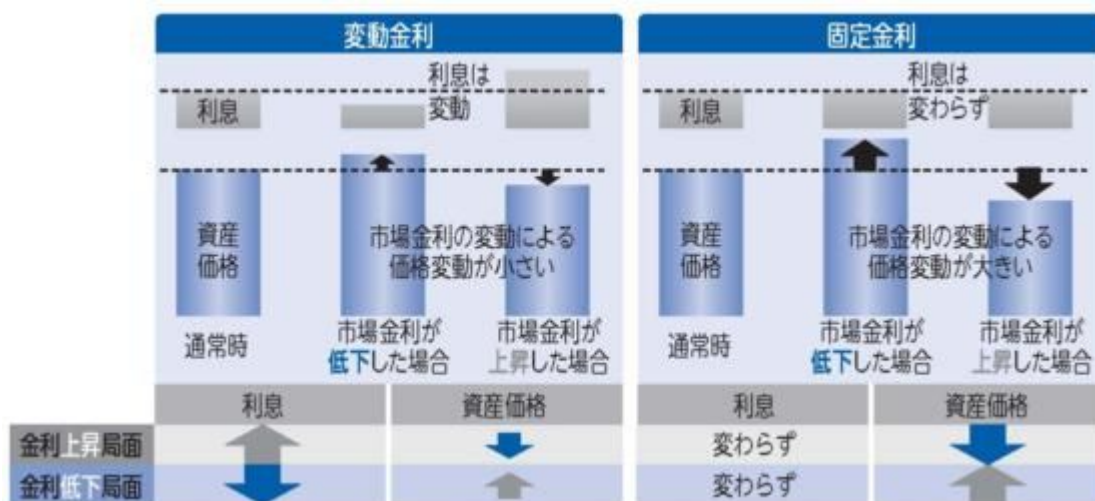 変動金利
利息は
変動
利息
資産
価格
市場金利の変動による
価格変動が小さい
通常時
市場金利が
低下した場合
市場金利が
上昇した場合
固定金利
利息は
変わらず
利息
資産
価格
市場金利の変動による
価格変動が大きい
通常時
市場金利が
低下した場合
市場金利が
上昇した場合
利息 資産価格 利息 資産価格
金利上昇局面 変わらず
金利低下局面 変わらず